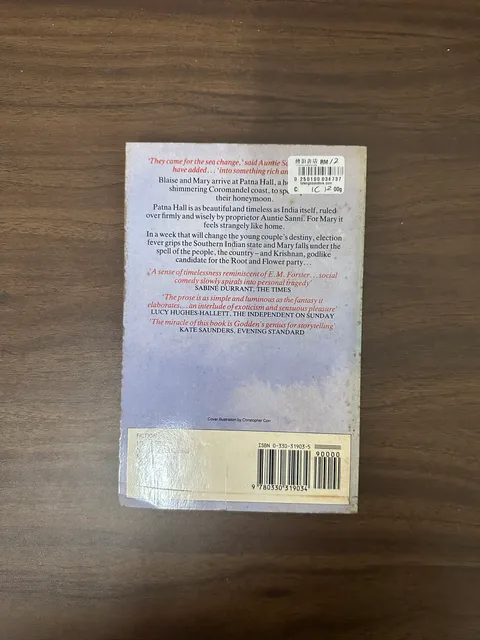 'They came for the sea change,' said Auntie Sa
have added. . .'into something rich an
Blaise and Mary arrive at Patna Hall, a h
shimmering Coromandel coast, to sp
their honeymoon.
Patna Hall is as beautiful and timeless as India itself, ruled
over firmly and wisely by proprietor Auntie Sanni. For Mary it
feels strangely like home.
In a week that will change the young couple's destiny, election
fever grips the Southern Indian state and Mary falls under the
spell of the people, the country – and Krishnan, godlike
candidate for the Root and Flower party. . .
'A sense of timelessness reminiscent of E. M. Forster. . . social
comedy slowly spirals into personal tragedy'
SABINE DURRANT, THE TIMES
'The prose is as simple and luminous as the fantasy it
elaborates. . . an interlude of exoticism and sensuous pleasure'
LUCY HUGHES-HALLETT, THE INDEPENDENT ON SUNDAY
'The miracle of this book is Godden's genius for storytelling'
KATE SAUNDERS, EVENING STANDARD
RM 12
0 250100 034737
C.
00g
Cover illustrated by Christopher Corr
FICTION
ISBN 0-330-31903-5
90000
9 780330 319034